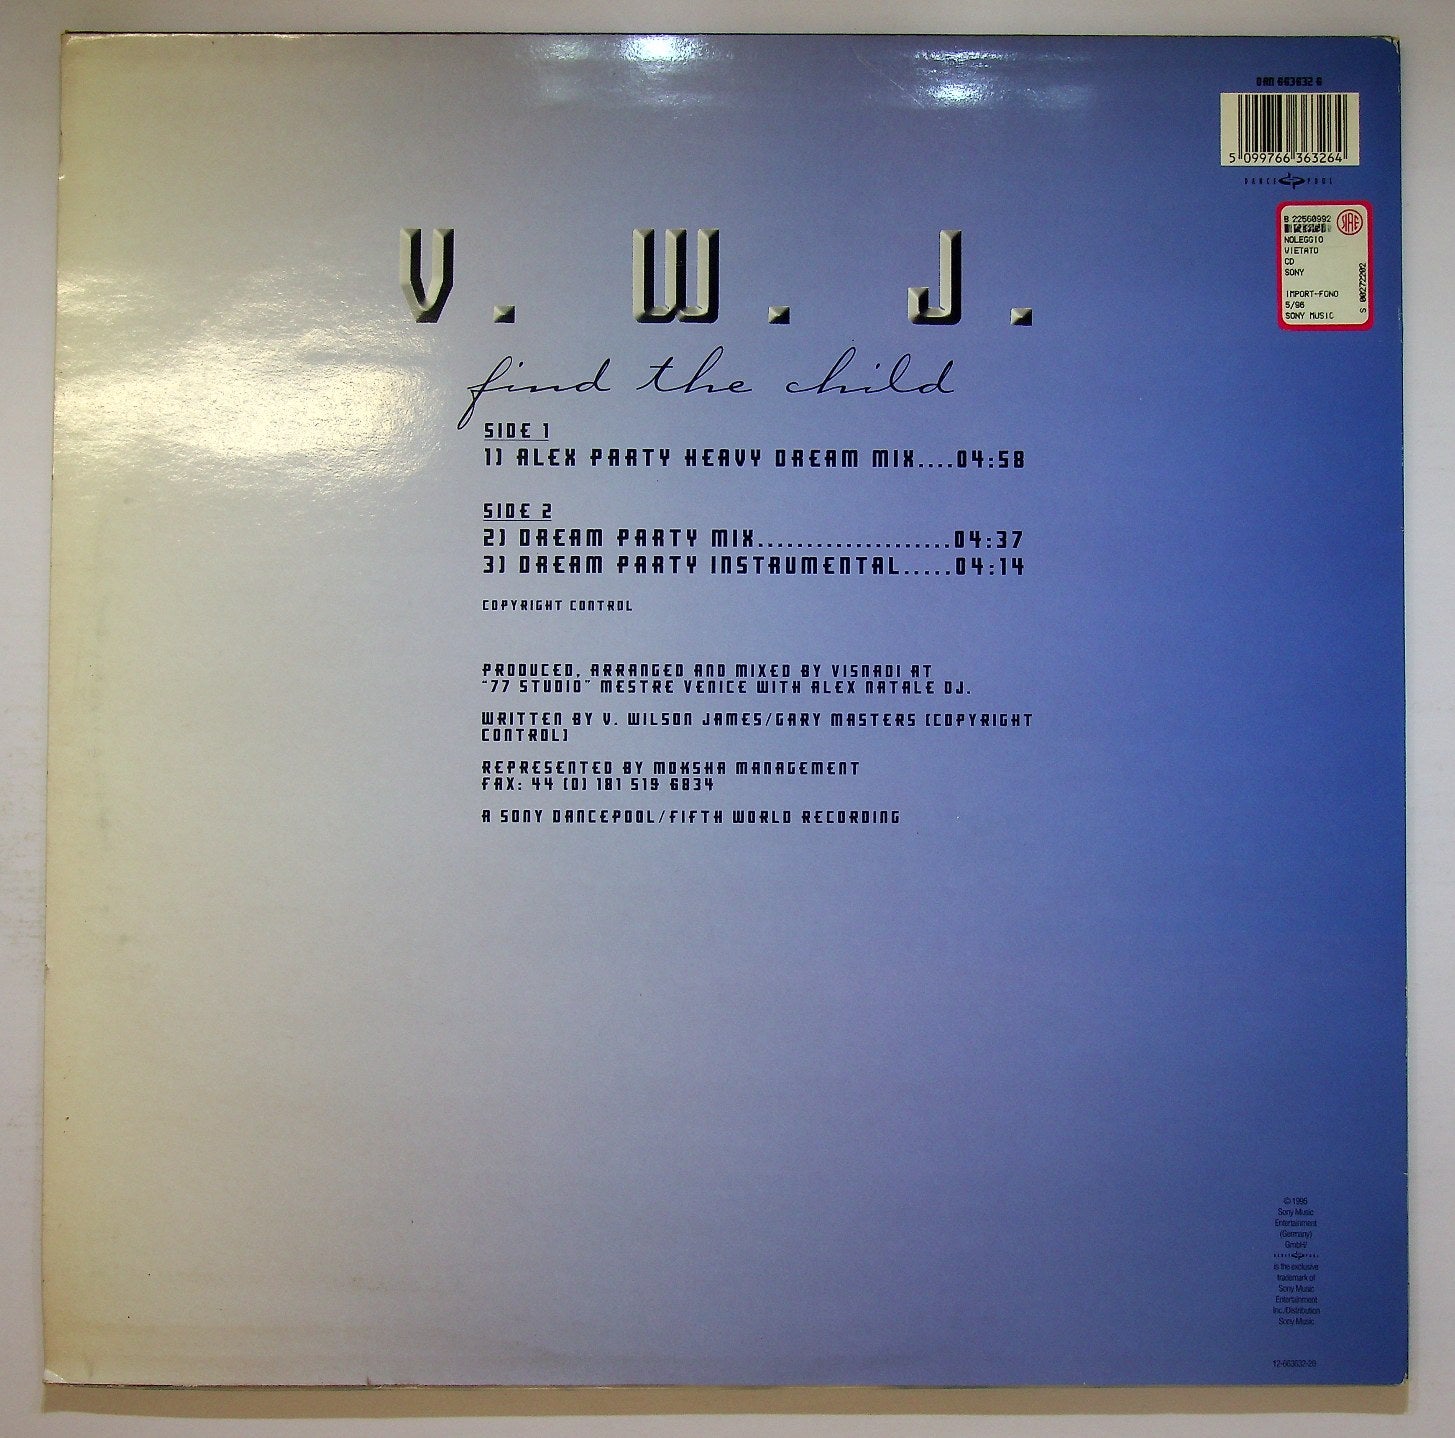 DAN 663632 6
5 099766 363264
DANCE POOL
B 22560992
NOLEGGIO
VIETATO
CD
SONY
IMPORT-FONO
5/96
SONY MUSIC
S 00272202
V. W. J.
find the child
SIDE 1
1) ALEX PARTY HEAVY DREAM MIX....04:58
SIDE 2
2) DREAM PARTY MIX....................04:37
3) DREAM PARTY INSTRUMENTAL.....04:14
COPYRIGHT CONTROL
PRODUCED, ARRANGED AND MIXED BY VISNADI AT
"77 STUDIO" MESTRE VENICE WITH ALEX NATALE DJ.
WRITTEN BY V. WILSON JAMES/GARY MASTERS (COPYRIGHT
CONTROL)
REPRESENTED BY MOKSHA MANAGEMENT
FAX: 44 (0) 181 519 6834
A SONY DANCEPOOL/FIFTH WORLD RECORDING
Sony Music
Entertainment
(Germany)
GmbH/
is the exclusive
trademark of
Sony Music
Entertainment
Inc./Distribution
Sony Music
12-663632-20